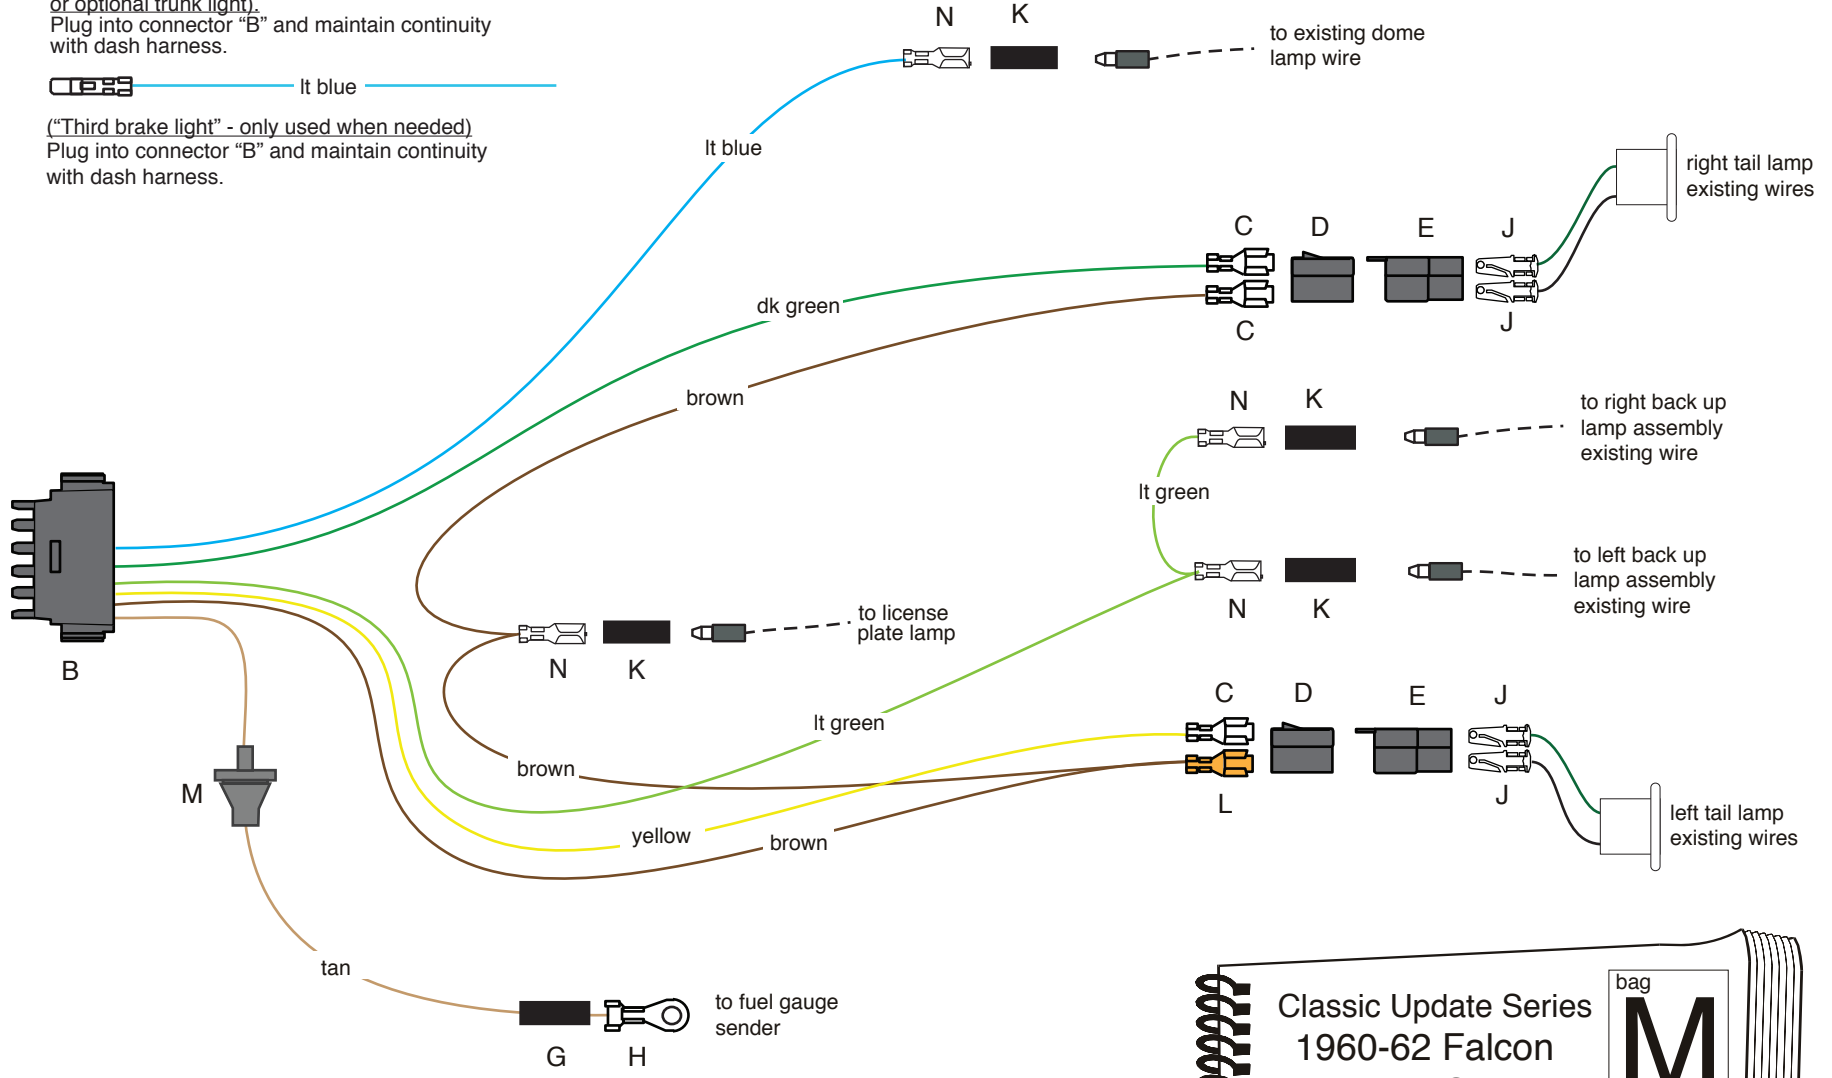 or optional trunk light).
Plug into connector “B” and maintain continuity
with dash harness.
lt blue
(“Third brake light” - only used when needed)
Plug into connector “B” and maintain continuity
with dash harness.
N K
to existing dome
lamp wire
lt blue
right tail lamp
existing wires
C D E J
dk green
C J
brown
N K
to right back up
lamp assembly
existing wire
lt green
to left back up
lamp assembly
existing wire
N K
to license
plate lamp
N K
B
C D E J
lt green
brown
M
L J
yellow
brown
left tail lamp
existing wires
tan
to fuel gauge
sender
G H
Classic Update Series
1960-62 Falcon
bag
M